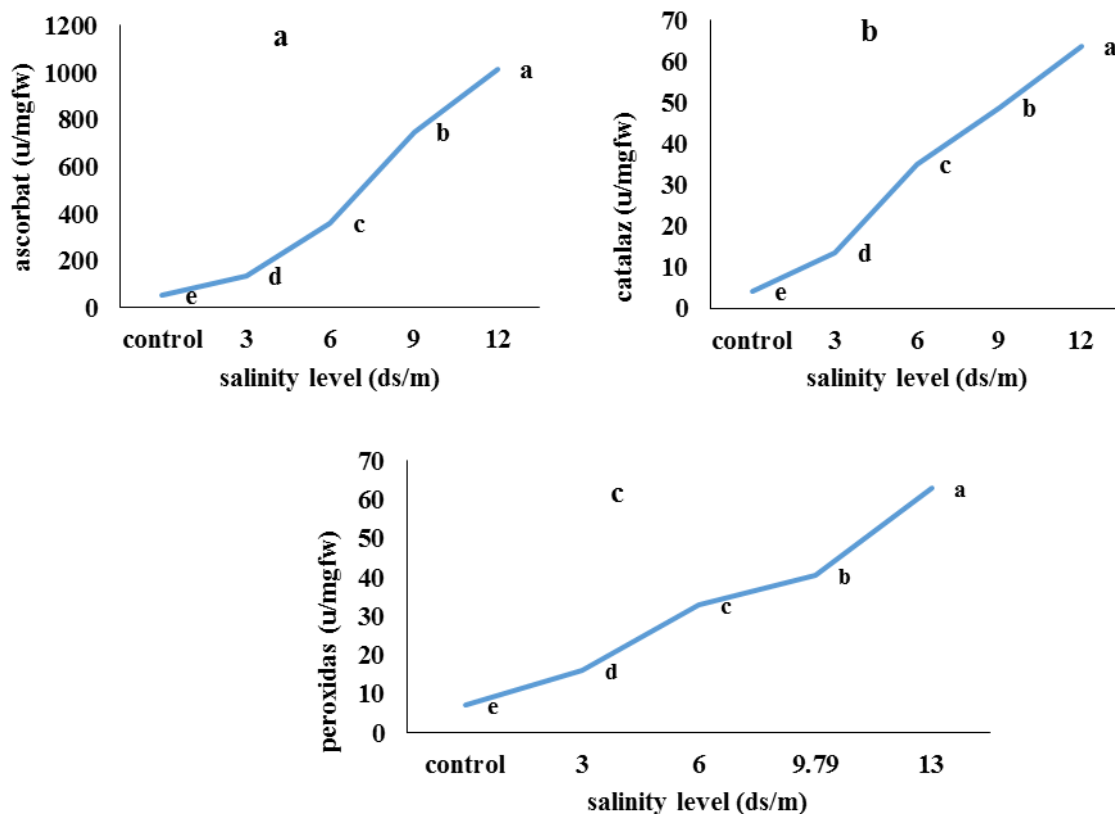 a
ascorbat (u/mgfw)
1200
1000
800
600
400
200
0
a
b
c
d
e
control 3 6 9 12
salinity level (ds/m)
b
catalaz (u/mgfw)
70
60
50
40
30
20
10
0
a
b
c
d
e
control 3 6 9 12
salinity level (ds/m)
c
peroxidas (u/mgfw)
70
60
50
40
30
20
10
0
a
b
c
d
e
control 3 6 9.79 13
salinity level (ds/m)